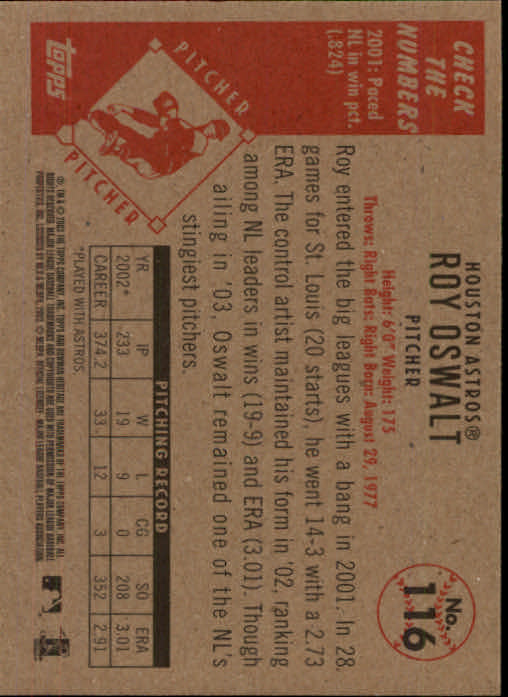 No.
116
HOUSTON ASTROS®
ROY OSWALT
PITCHER
Height: 6'0" Weight: 175
Throws: Right Bats: Right Born: August 29, 1977
Roy entered the big leagues with a bang in 2001. In 28
games for St. Louis (20 starts), he went 14-3 with a 2.73
ERA. The control artist maintained his form in '02, ranking
among NL leaders in wins (19-9) and ERA (3.01). Though
ailing in '03, Oswalt remained one of the NL's
stingiest pitchers.
CHECK
THE
NUMBERS
2001: Paced
NL in win pct.
(.824)
PITCHER
PITCHER
TOPPS
PITCHING RECORD
YR IP W L CG SO ERA
2002* 233 19 9 0 208 3.01
CAREER 374.2 33 12 3 352 2.91
*PLAYED WITH ASTROS.